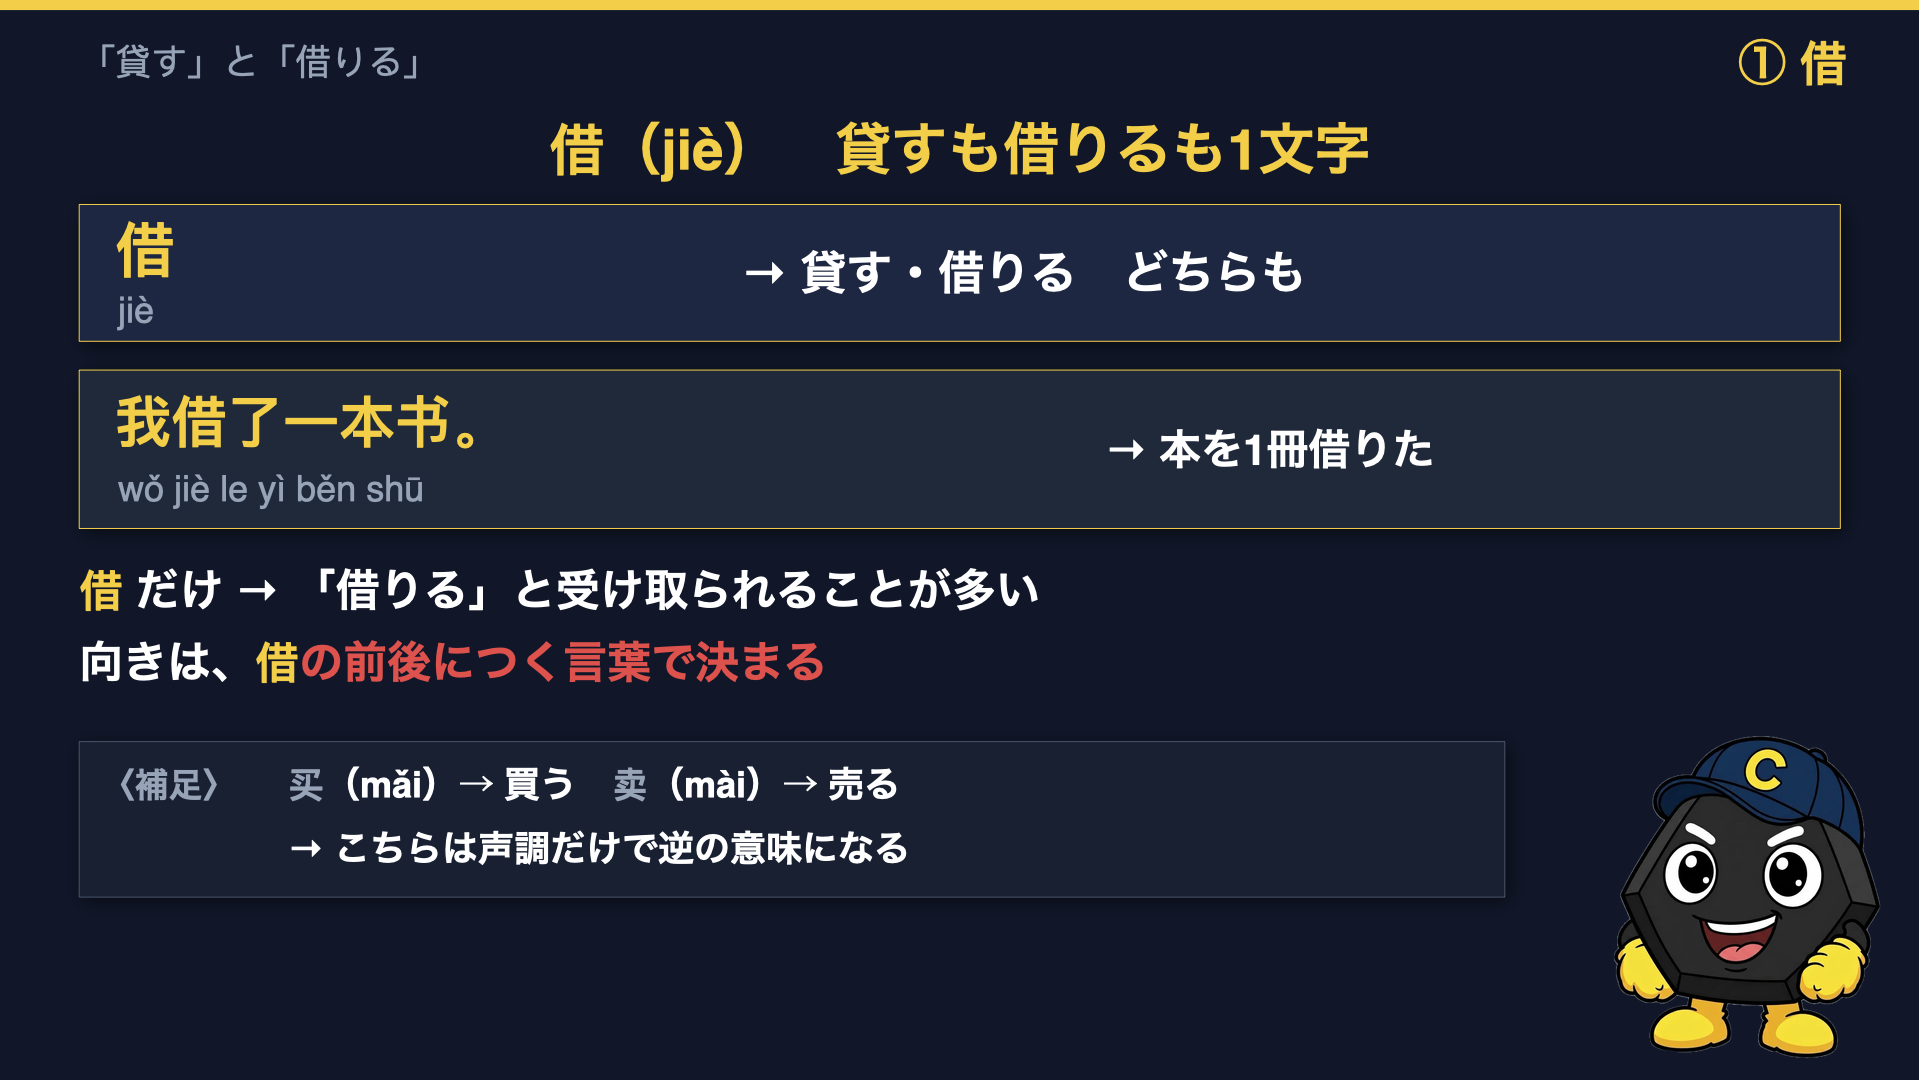 「貸す」と「借りる」
① 借
借（jiè）　貸すも借りるも1文字
借
jiè
→ 貸す・借りる　どちらも
我借了一本书。
wǒ jiè le yì běn shū
→ 本を1冊借りた
借 だけ → 「借りる」と受け取られることが多い
向きは、借の前後につく言葉で決まる
〈補足〉　买（mǎi）→ 買う　卖（mài）→ 売る
→ こちらは声調だけで逆の意味になる
C